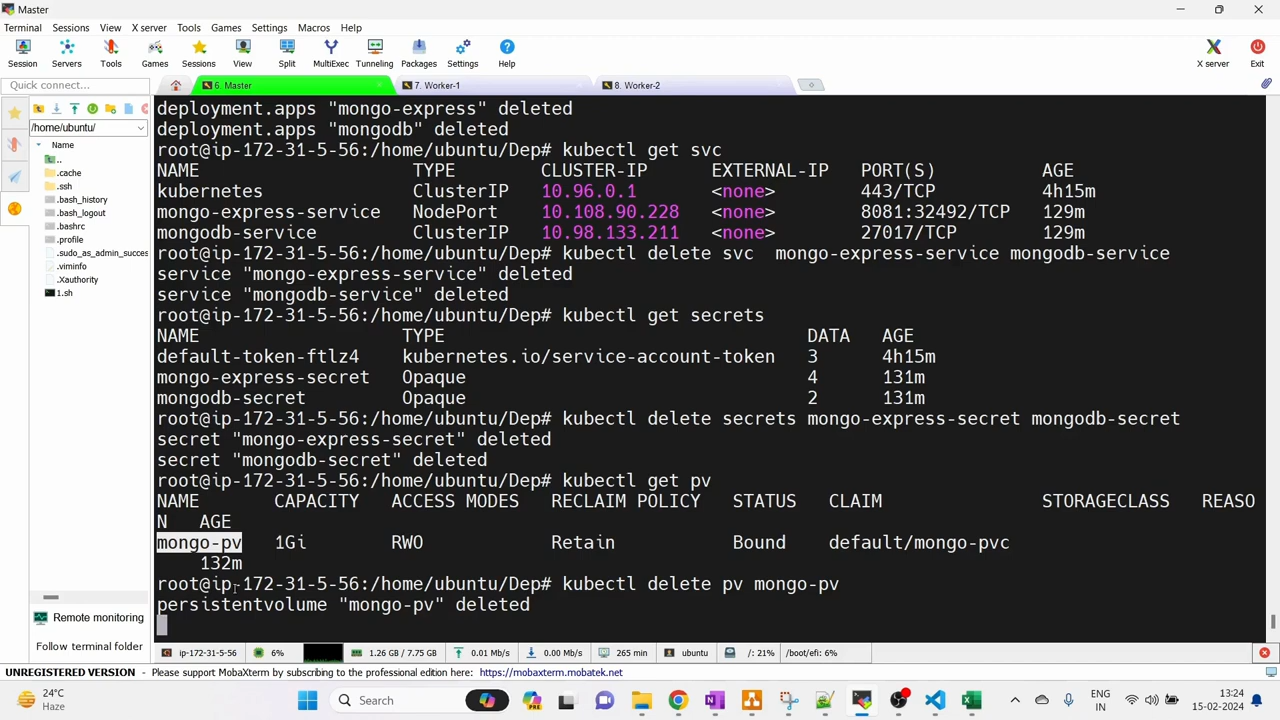 Master
Terminal Sessions View X server Tools Games Settings Macros Help
Session Servers Tools Games Sessions View Split MultiExec Tunneling Packages Settings Help X server Exit
Quick connect...
6. Master
7. Worker-1
8. Worker-2
/home/ubuntu/
Name
..
.cache
.ssh
.bash_history
.bash_logout
.bashrc
.profile
.sudo_as_admin_succes
.viminfo
.Xauthority
1.sh
Remote monitoring
Follow terminal folder
deployment.apps "mongo-express" deleted
deployment.apps "mongodb" deleted
root@ip-172-31-5-56:/home/ubuntu/Dep# kubectl get svc
NAME TYPE CLUSTER-IP EXTERNAL-IP PORT(S) AGE
kubernetes ClusterIP 10.96.0.1 <none> 443/TCP 4h15m
mongo-express-service NodePort 10.108.90.228 <none> 8081:32492/TCP 129m
mongodb-service ClusterIP 10.98.133.211 <none> 27017/TCP 129m
root@ip-172-31-5-56:/home/ubuntu/Dep# kubectl delete svc  mongo-express-service mongodb-service
service "mongo-express-service" deleted
service "mongodb-service" deleted
root@ip-172-31-5-56:/home/ubuntu/Dep# kubectl get secrets
NAME TYPE DATA AGE
default-token-ftlz4 kubernetes.io/service-account-token 3 4h15m
mongo-express-secret Opaque 4 131m
mongodb-secret Opaque 2 131m
root@ip-172-31-5-56:/home/ubuntu/Dep# kubectl delete secrets mongo-express-secret mongodb-secret
secret "mongo-express-secret" deleted
secret "mongodb-secret" deleted
root@ip-172-31-5-56:/home/ubuntu/Dep# kubectl get pv
NAME CAPACITY ACCESS MODES RECLAIM POLICY STATUS CLAIM STORAGECLASS REASO
N AGE
mongo-pv 1Gi RWO Retain Bound default/mongo-pvc
132m
root@ip-172-31-5-56:/home/ubuntu/Dep# kubectl delete pv mongo-pv
persistentvolume "mongo-pv" deleted
ip-172-31-5-56 6% 1.26 GB / 7.75 GB 0.01 Mb/s 0.00 Mb/s 265 min ubuntu /: 21% /boot/efi: 6%
UNREGISTERED VERSION - Please support MobaXterm by subscribing to the professional edition here: https://mobaxterm.mobatek.net
24°C
Haze
Search
PRE
ENG
IN
13:24
15-02-2024